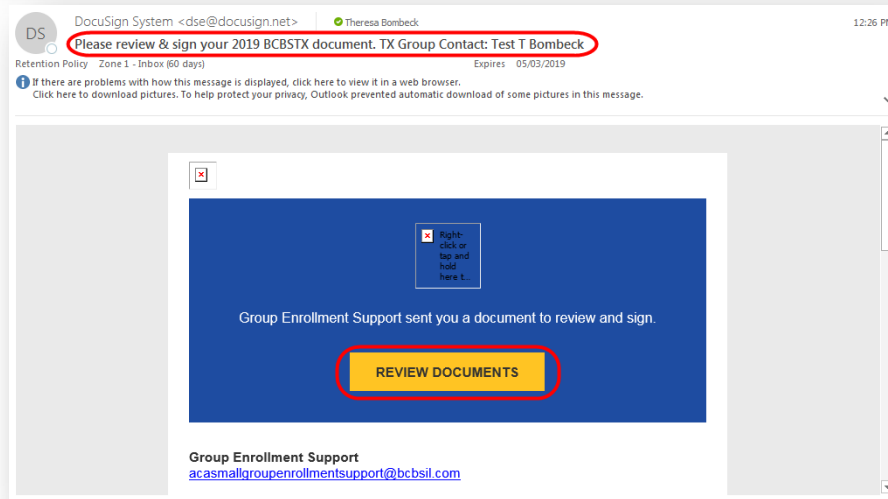 DS
DocuSign System <dse@docusign.net>
Theresa Bombeck
12:26 PM
Please review & sign your 2019 BCBSTX document. TX Group Contact: Test T Bombeck
Retention Policy Zone 1 - Inbox (60 days)
Expires 05/03/2019
If there are problems with how this message is displayed, click here to view it in a web browser.
Click here to download pictures. To help protect your privacy, Outlook prevented automatic download of some pictures in this message.
Right-
click or
tap and
hold
here t...
Group Enrollment Support sent you a document to review and sign.
REVIEW DOCUMENTS
Group Enrollment Support
acasmallgroupenrollmentsupport@bcbsil.com